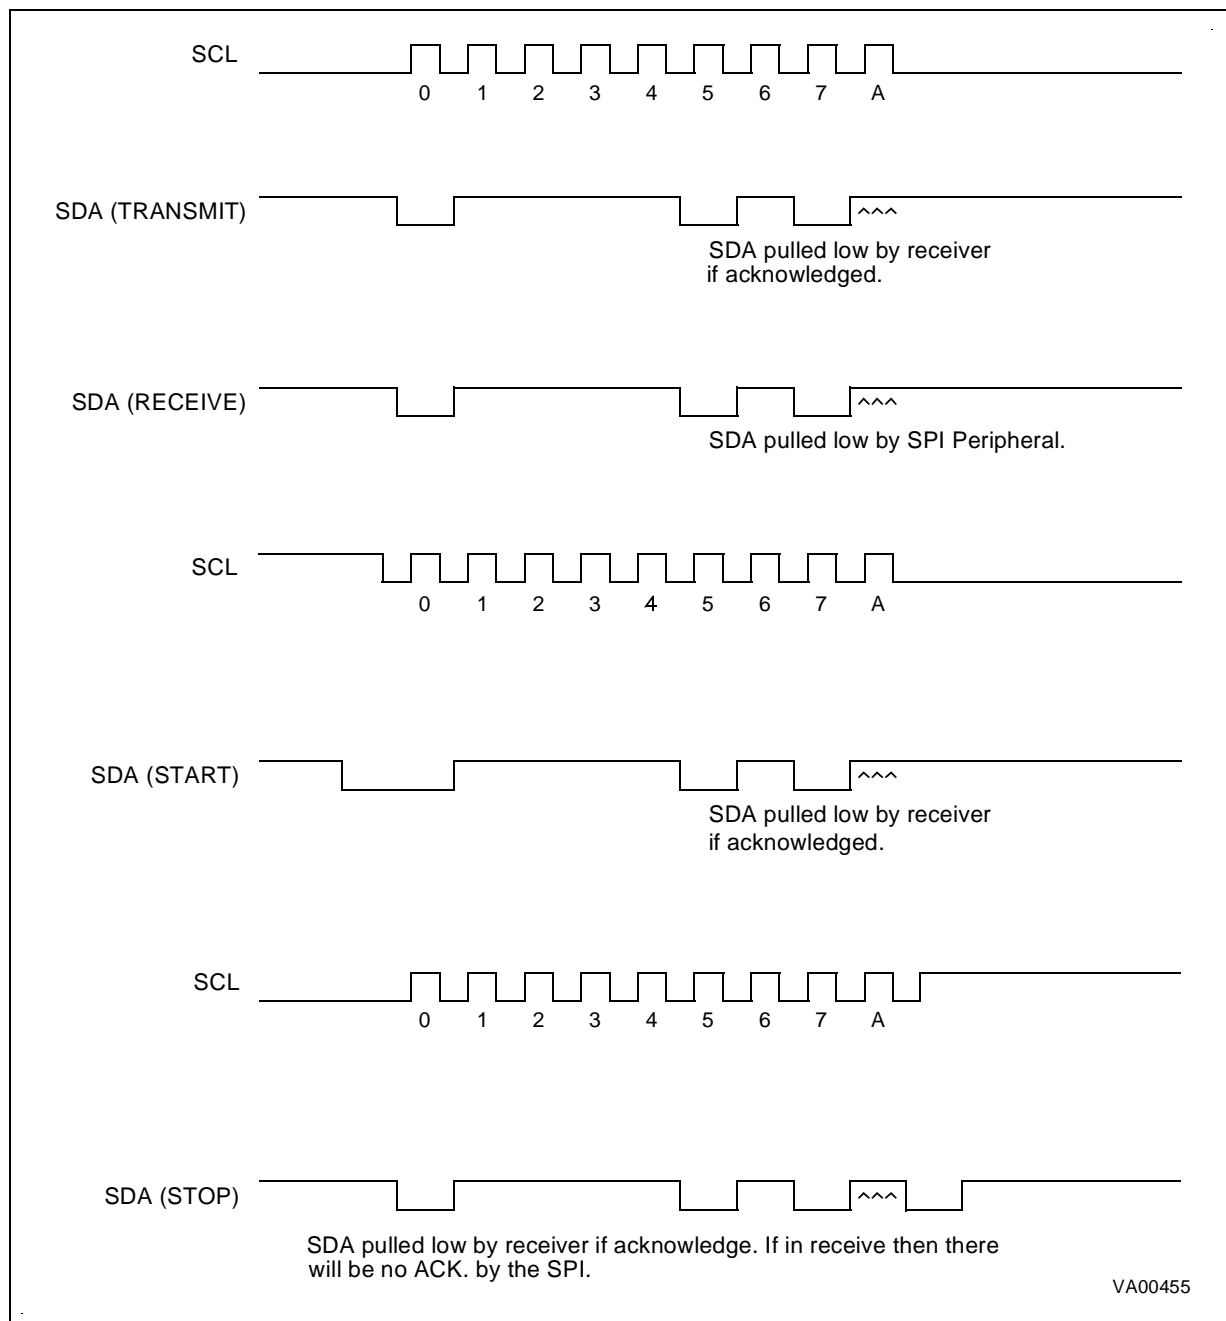 SCL
0 1 2 3 4 5 6 7 A
SDA (TRANSMIT)
^^^
SDA pulled low by receiver
if acknowledged.
SDA (RECEIVE)
^^^
SDA pulled low by SPI Peripheral.
SCL
0 1 2 3 4 5 6 7 A
SDA (START)
^^^
SDA pulled low by receiver
if acknowledged.
SCL
0 1 2 3 4 5 6 7 A
SDA (STOP)
^^^
SDA pulled low by receiver if acknowledge. If in receive then there
will be no ACK. by the SPI.
VA00455